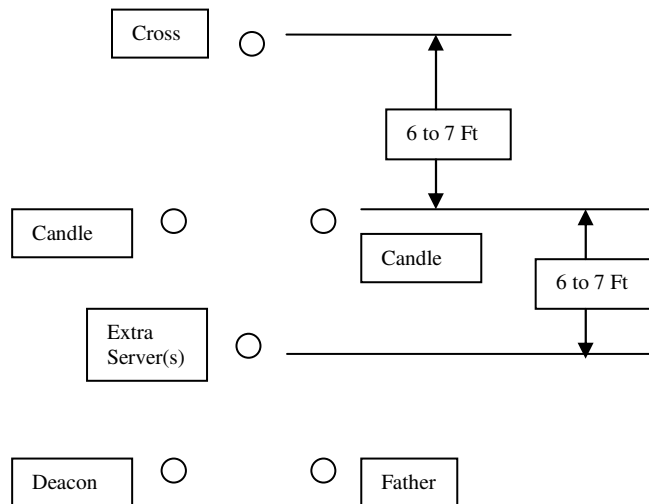 Cross
6 to 7 Ft
Candle
Candle
6 to 7 Ft
Extra
Server(s)
Deacon
Father